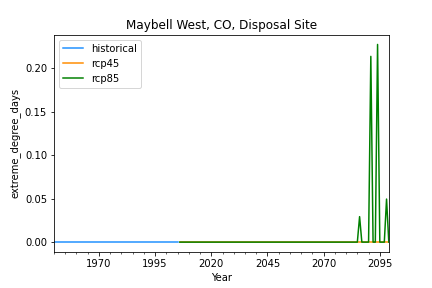 Maybell West, CO, Disposal Site
historical
rcp45
rcp85
extreme_degree_days
0.20
0.15
0.10
0.05
0.00
1970 1995 2020 2045 2070 2095
Year